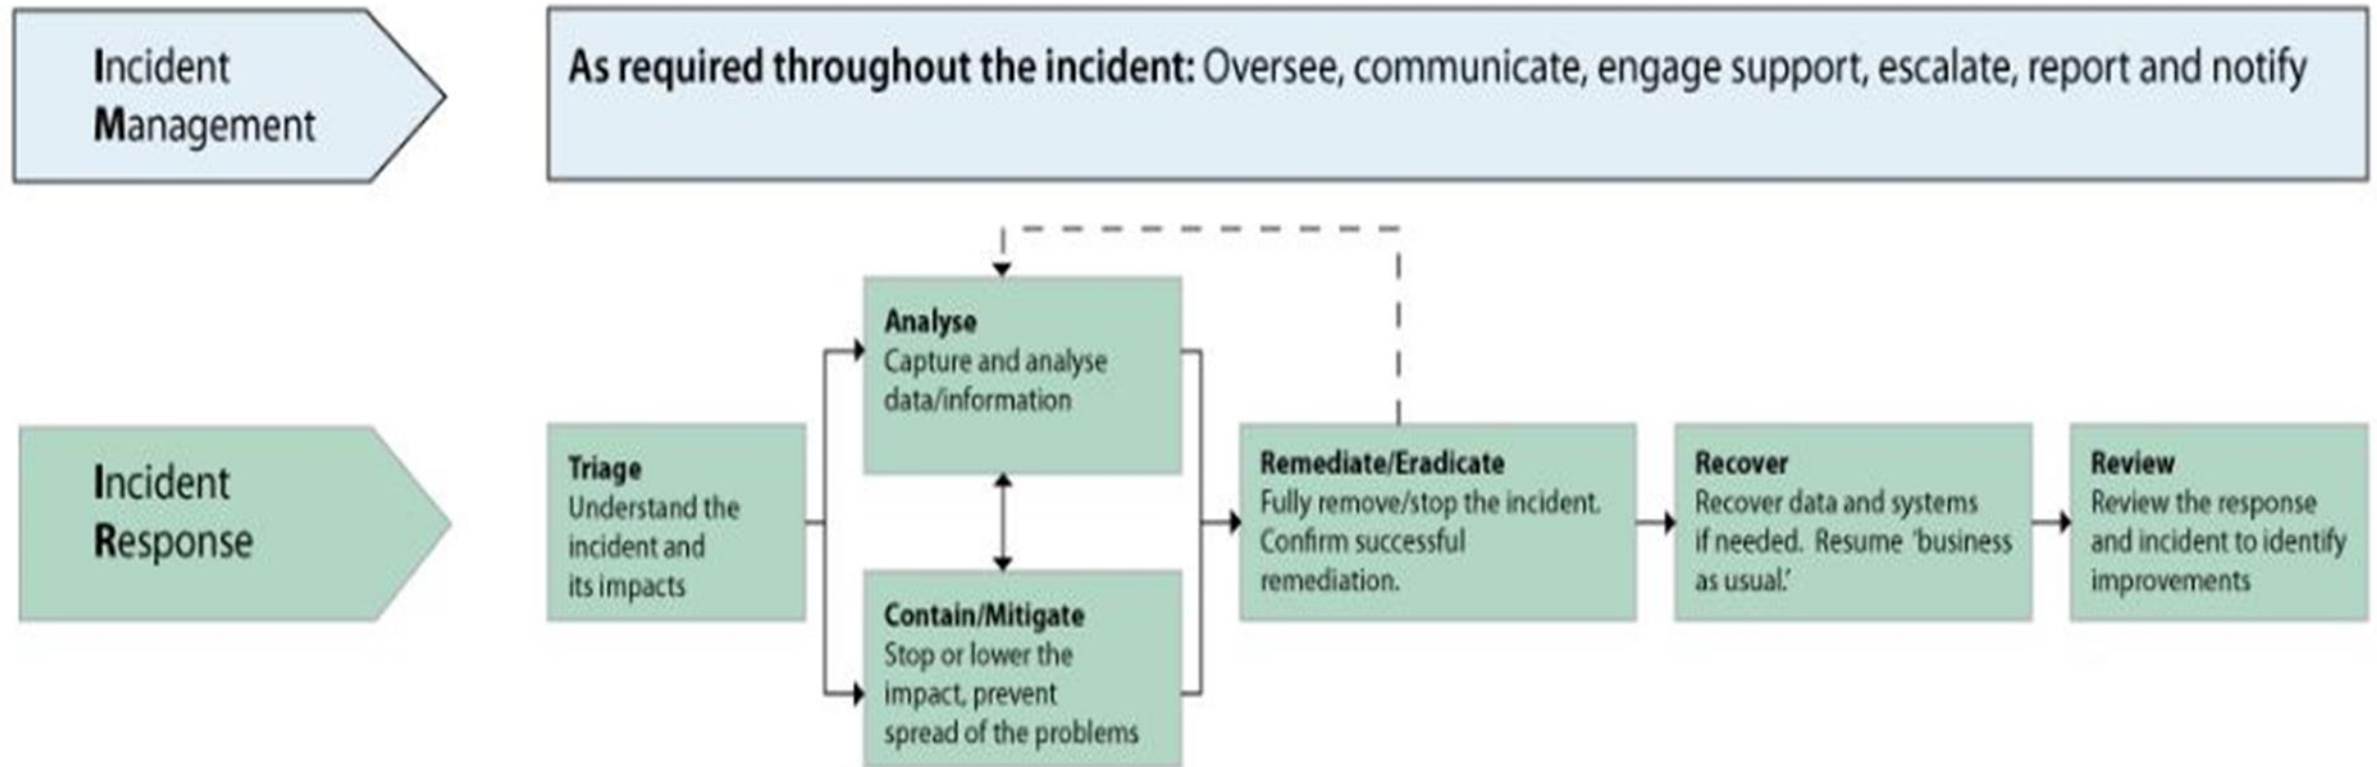 Incident
Management
As required throughout the incident: Oversee, communicate, engage support, escalate, report and notify
Incident
Response
Triage
Understand the
incident and
its impacts
Analyse
Capture and analyse
data/information
Contain/Mitigate
Stop or lower the
impact, prevent
spread of the problems
Remediate/Eradicate
Fully remove/stop the incident.
Confirm successful
remediation.
Recover
Recover data and systems
if needed. Resume 'business
as usual.'
Review
Review the response
and incident to identify
improvements